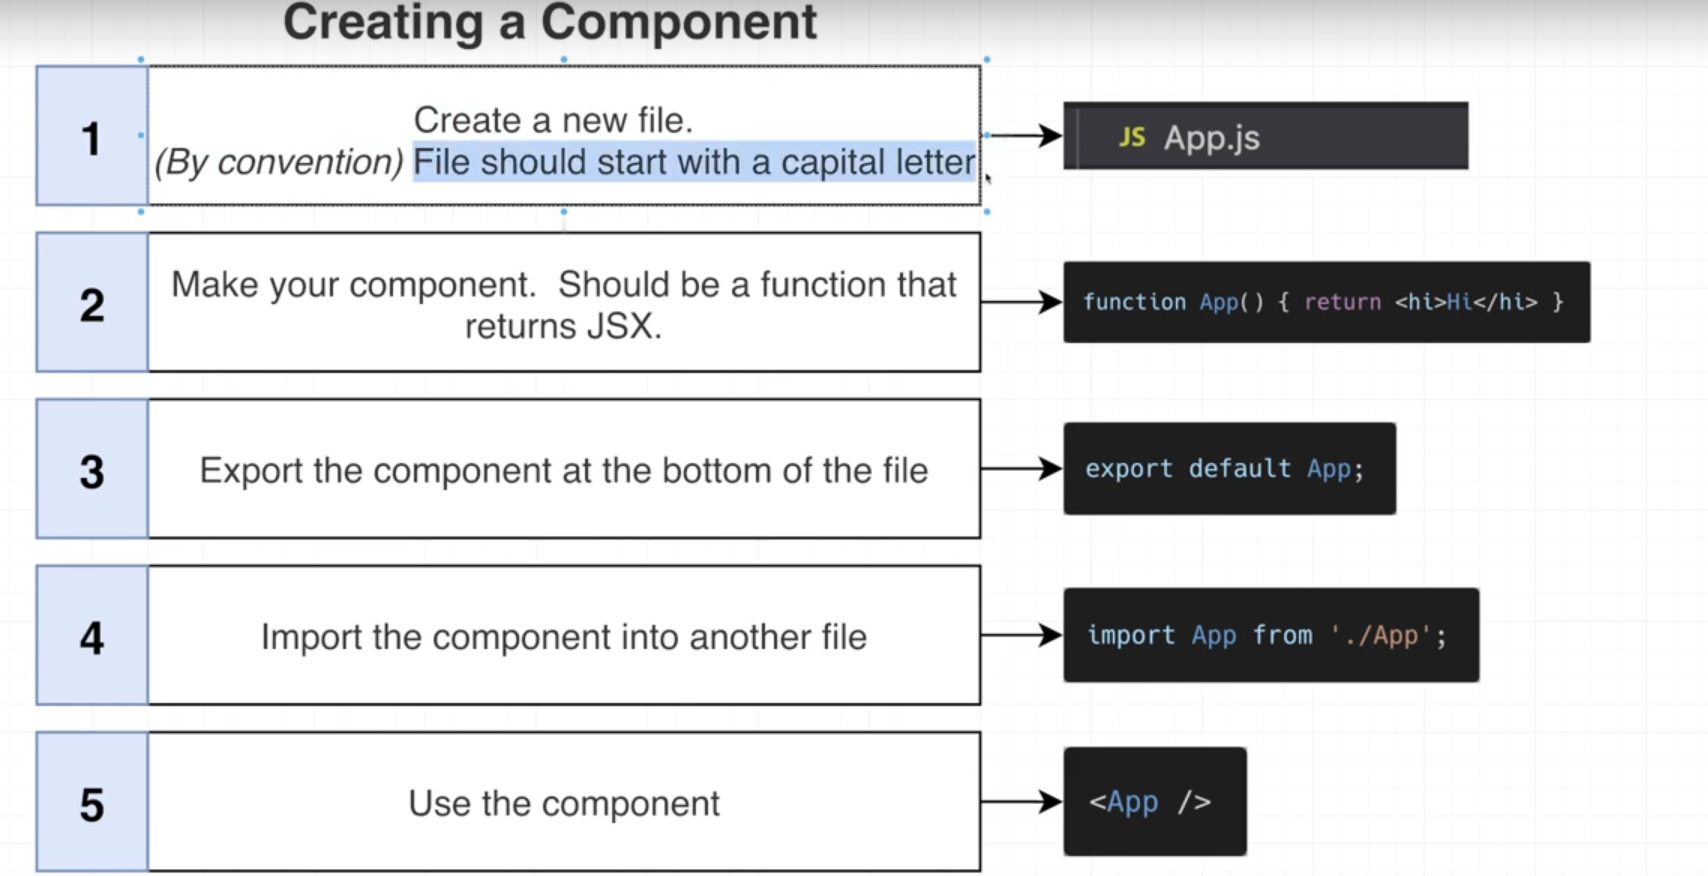 Creating a Component
1
Create a new file.
(By convention) File should start with a capital letter
JS App.js
2
Make your component.  Should be a function that
returns JSX.
function App() { return <hi>Hi</hi> }
3
Export the component at the bottom of the file
export default App;
4
Import the component into another file
import App from './App';
5
Use the component
<App />